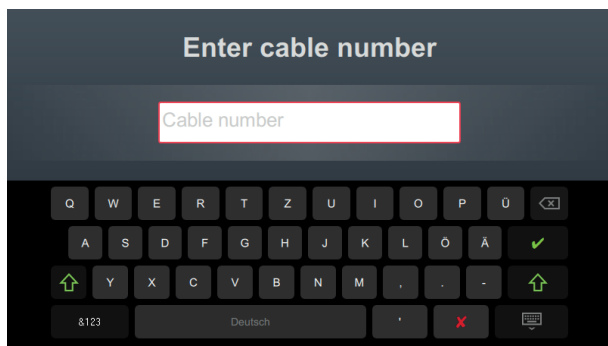 Enter cable number
Cable number
Q W E R T Z U I O P Ü
A S D F G H J K L Ö Ä
Y X C V B N M , . -
&123 Deutsch '